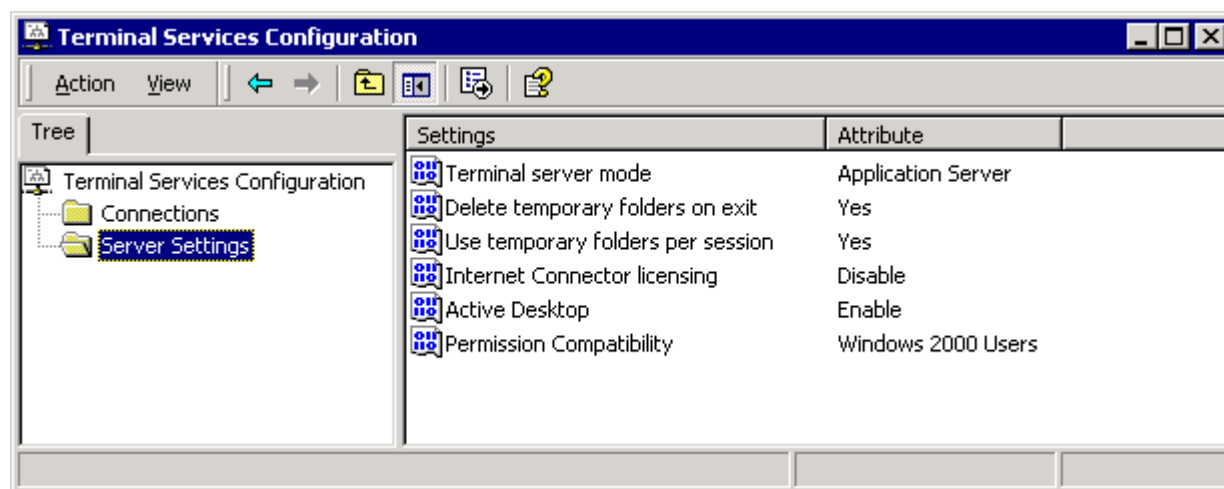 Terminal Services Configuration
Action View
Tree
Settings Attribute
Terminal Services Configuration
Connections
Server Settings
Terminal server mode Application Server
Delete temporary folders on exit Yes
Use temporary folders per session Yes
Internet Connector licensing Disable
Active Desktop Enable
Permission Compatibility Windows 2000 Users